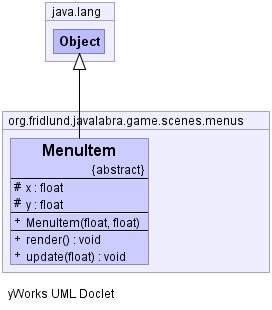 java.lang
Object
org.fridlund.javalabra.game.scenes.menus
MenuItem
{abstract}
# x : float
# y : float
+ MenuItem(float, float)
+ render() : void
+ update(float) : void
yWorks UML Doclet